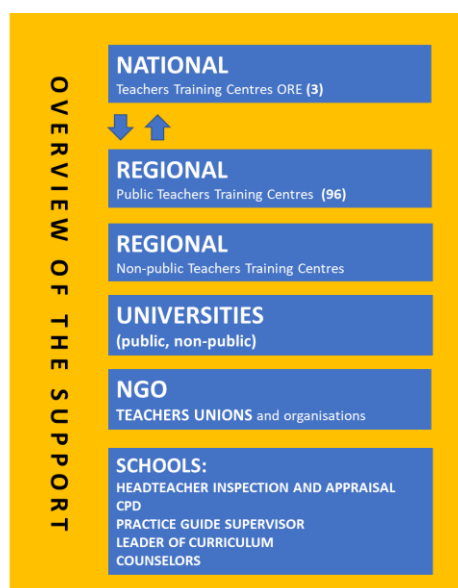 OVERVIEW OF THE SUPPORT
NATIONAL
Teachers Training Centres ORE (3)
REGIONAL
Public Teachers Training Centres (96)
REGIONAL
Non-public Teachers Training Centres
UNIVERSITIES
(public, non-public)
NGO
TEACHERS UNIONS and organisations
SCHOOLS:
HEADTEACHER INSPECTION AND APPRAISAL
CPD
PRACTICE GUIDE SUPERVISOR
LEADER OF CURRICULUM
COUNSELORS